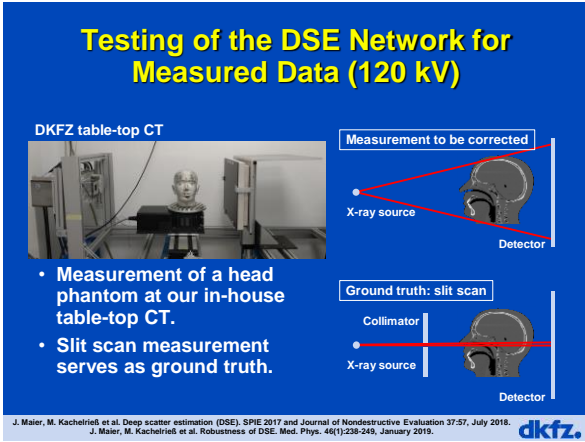 Testing of the DSE Network for
Measured Data (120 kV)
DKFZ table-top CT
• Measurement of a head
phantom at our in-house
table-top CT.
• Slit scan measurement
serves as ground truth.
Measurement to be corrected
X-ray source
Detector
Ground truth: slit scan
Collimator
X-ray source
Detector
J. Maier, M. Kachelrieß et al. Deep scatter estimation (DSE). SPIE 2017 and Journal of Nondestructive Evaluation 37:57, July 2018.
J. Maier, M. Kachelrieß et al. Robustness of DSE. Med. Phys. 46(1):238-249, January 2019.
dkfz.